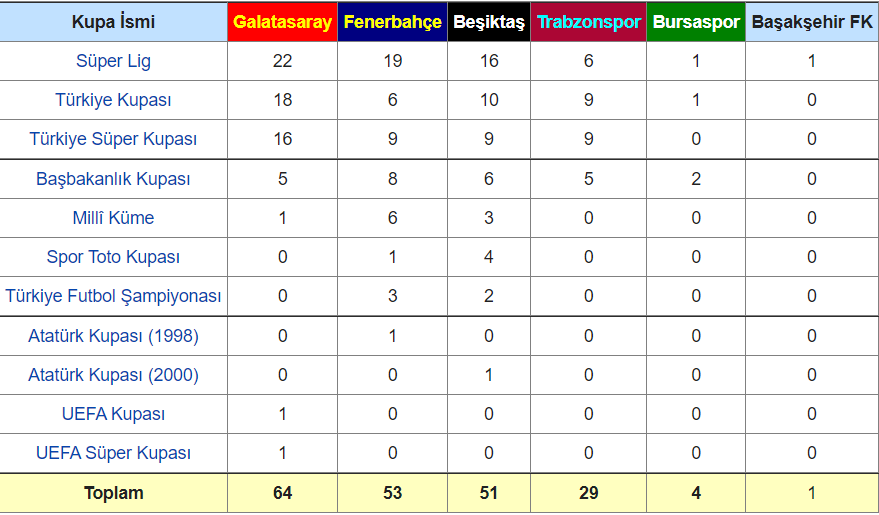 Kupa İsmi Galatasaray Fenerbahçe Beşiktaş Trabzonspor Bursaspor Başakşehir FK
Süper Lig 22 19 16 6 1 1
Türkiye Kupası 18 6 10 9 1 0
Türkiye Süper Kupası 16 9 9 9 0 0
Başbakanlık Kupası 5 8 6 5 2 0
Millî Küme 1 6 3 0 0 0
Spor Toto Kupası 0 1 4 0 0 0
Türkiye Futbol Şampiyonası 0 3 2 0 0 0
Atatürk Kupası (1998) 0 1 0 0 0 0
Atatürk Kupası (2000) 0 0 1 0 0 0
UEFA Kupası 1 0 0 0 0 0
UEFA Süper Kupası 1 0 0 0 0 0
Toplam 64 53 51 29 4 1